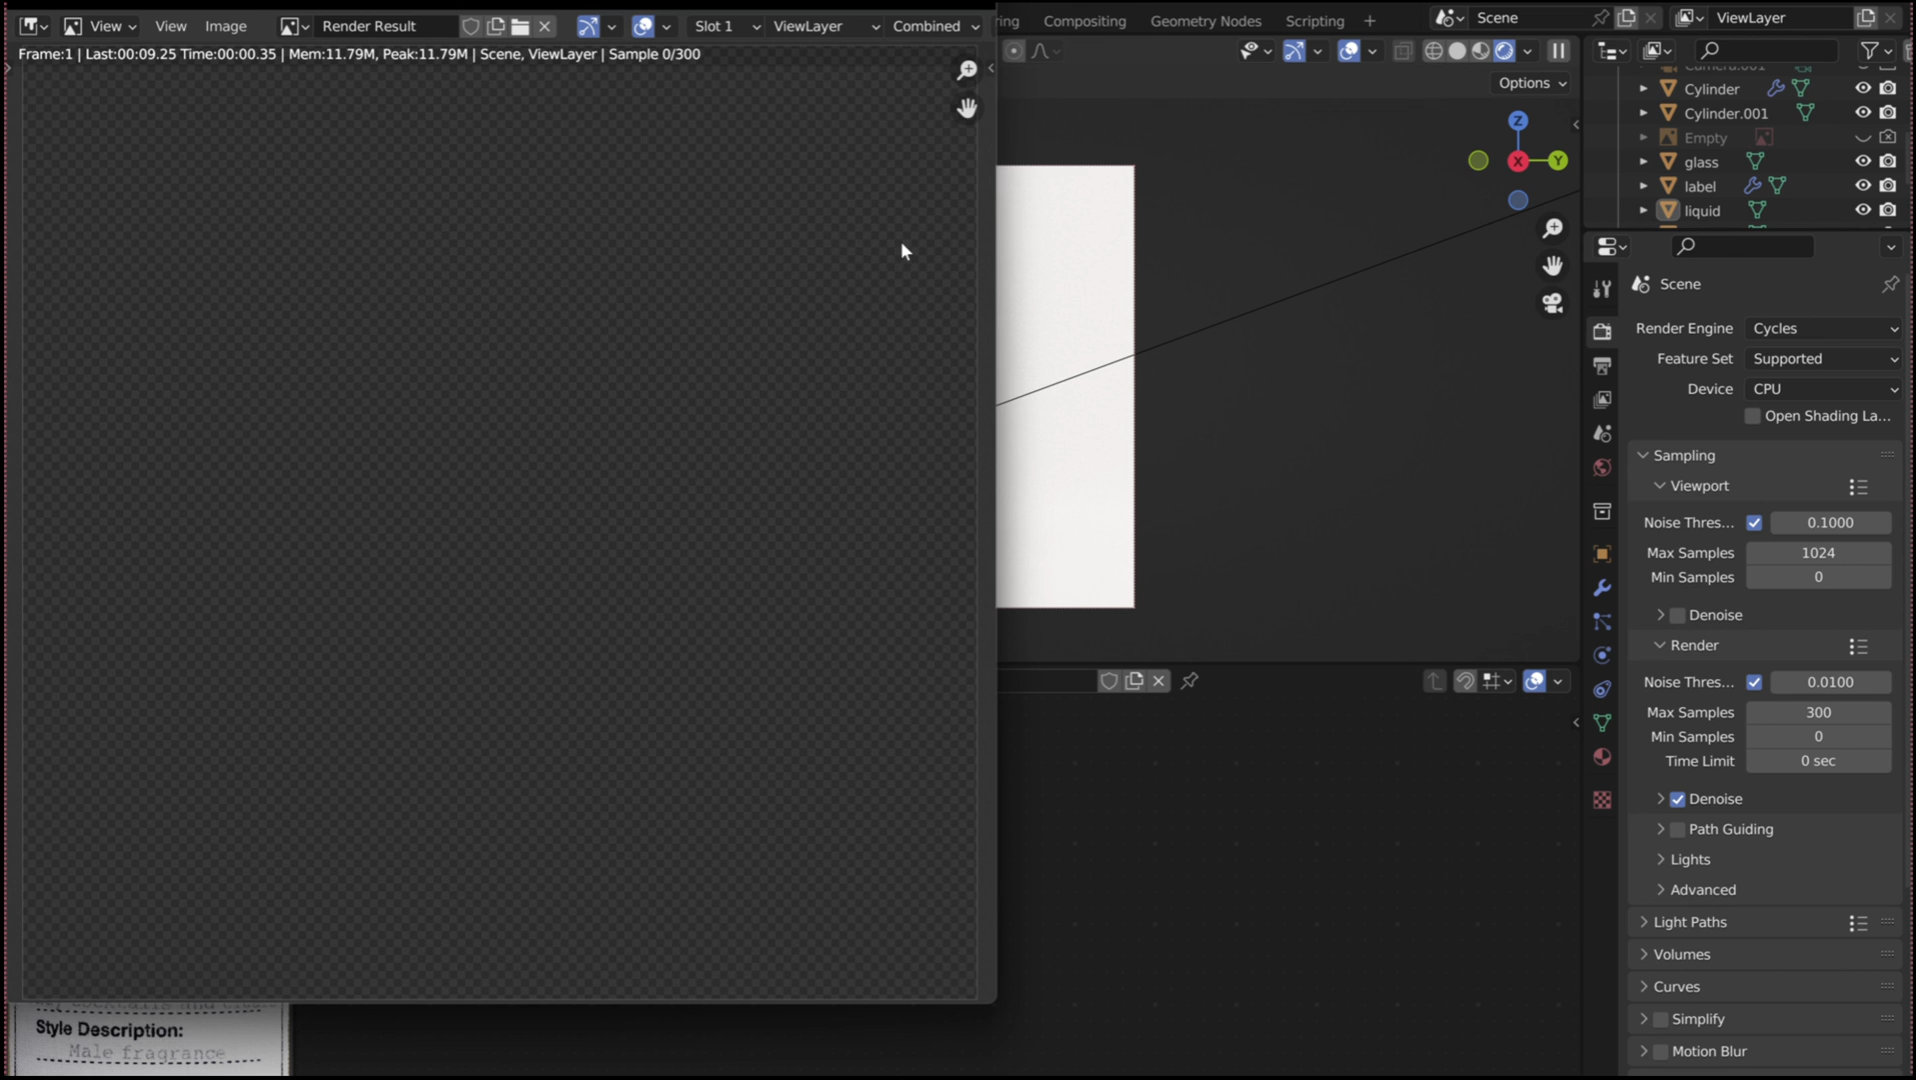 View View Image Render Result Slot 1 ViewLayer Combined
Frame:1 | Last:00:09.25 Time:00:00.35 | Mem:11.79M, Peak:11.79M | Scene, ViewLayer | Sample 0/300
ring Compositing Geometry Nodes Scripting + Scene ViewLayer
Options
Z
X
Y
Camera.001
Cylinder
Cylinder.001
Empty
glass
label
liquid
Scene
Render Engine Cycles
Feature Set Supported
Device CPU
Open Shading La...
Sampling
Viewport
Noise Thres... 0.1000
Max Samples 1024
Min Samples 0
Denoise
Render
Noise Thres... 0.0100
Max Samples 300
Min Samples 0
Time Limit 0 sec
Denoise
Path Guiding
Lights
Advanced
Light Paths
Volumes
Curves
Simplify
Motion Blur
Style Description:
Male fragrance